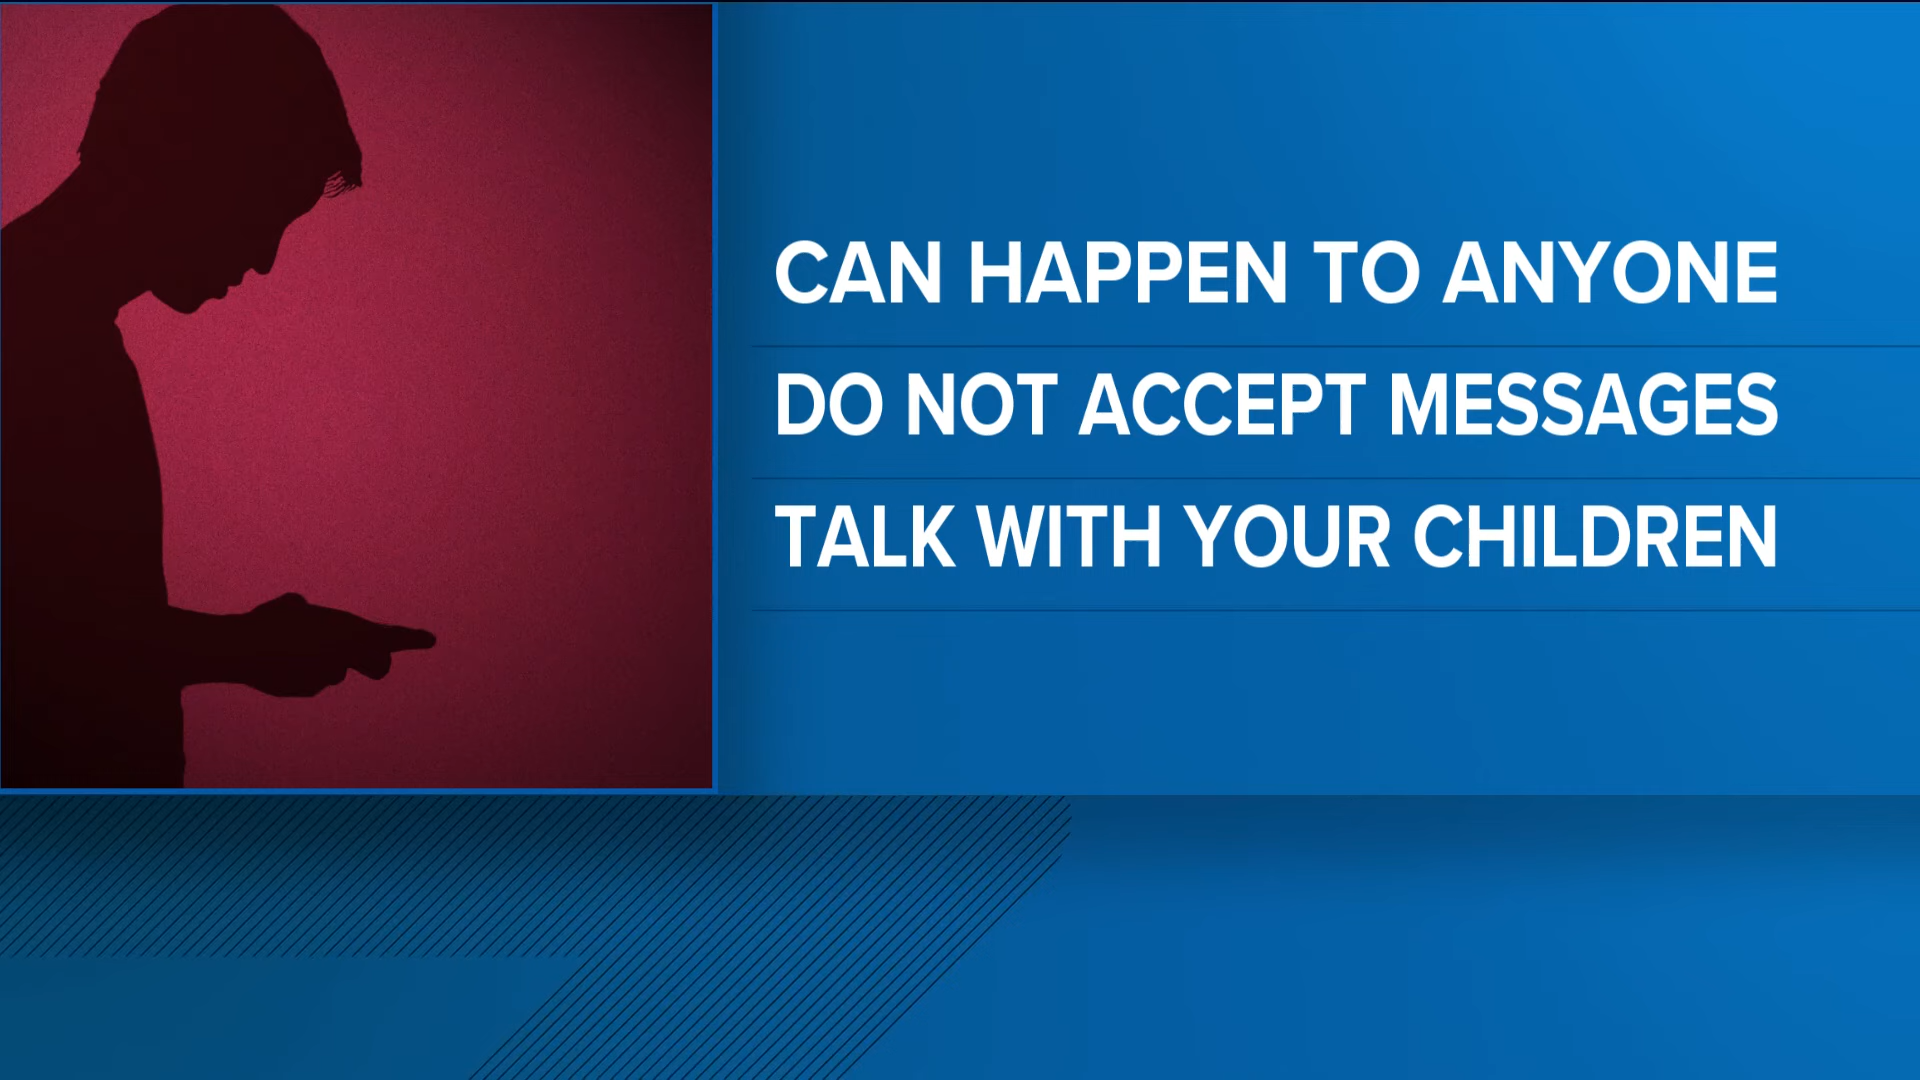 CAN HAPPEN TO ANYONE
DO NOT ACCEPT MESSAGES
TALK WITH YOUR CHILDREN